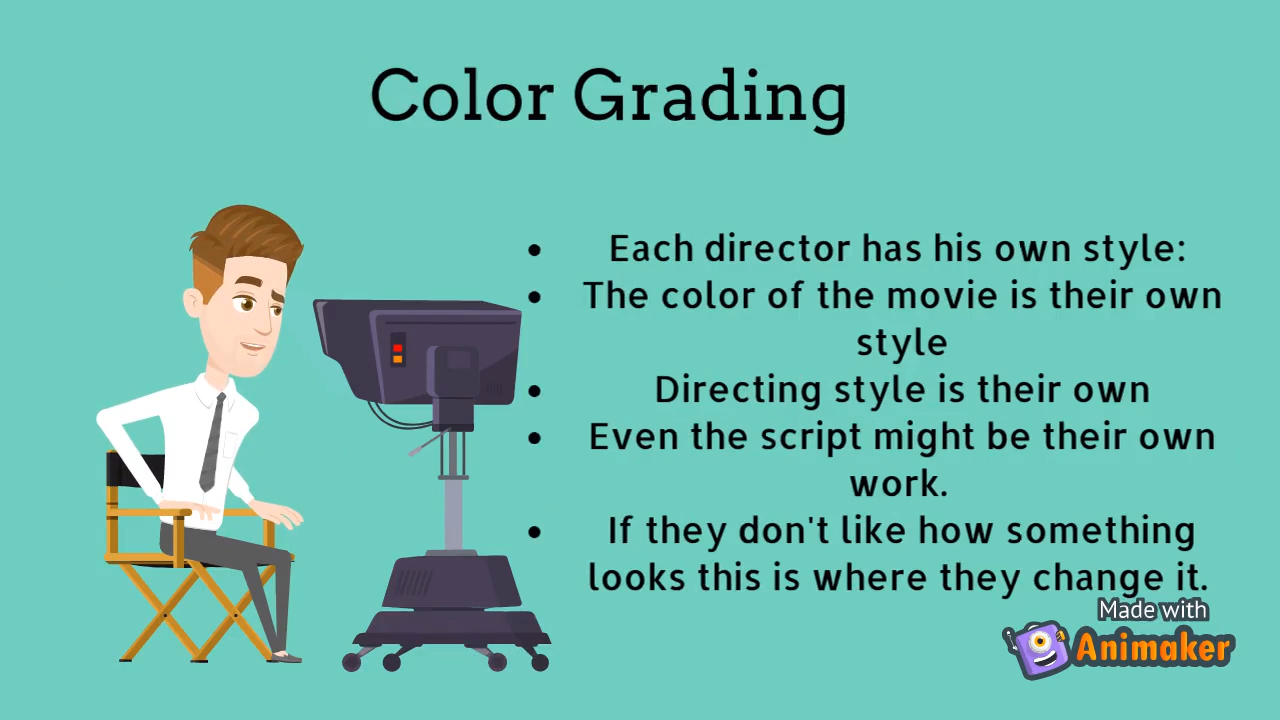 Color Grading
• Each director has his own style:
• The color of the movie is their own
style
• Directing style is their own
• Even the script might be their own
work.
• If they don't like how something
looks this is where they change it.
Made with
Animaker